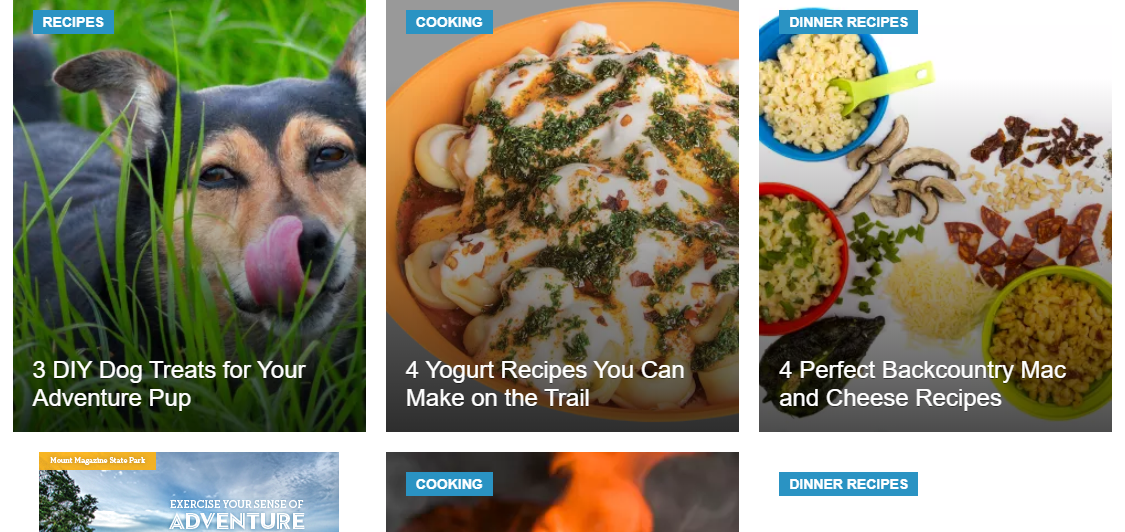 RECIPES
COOKING
DINNER RECIPES
3 DIY Dog Treats for Your
Adventure Pup
4 Yogurt Recipes You Can
Make on the Trail
4 Perfect Backcountry Mac
and Cheese Recipes
Mount Magazine State Park
EXERCISE YOUR SENSE OF
ADVENTURE
COOKING
DINNER RECIPES